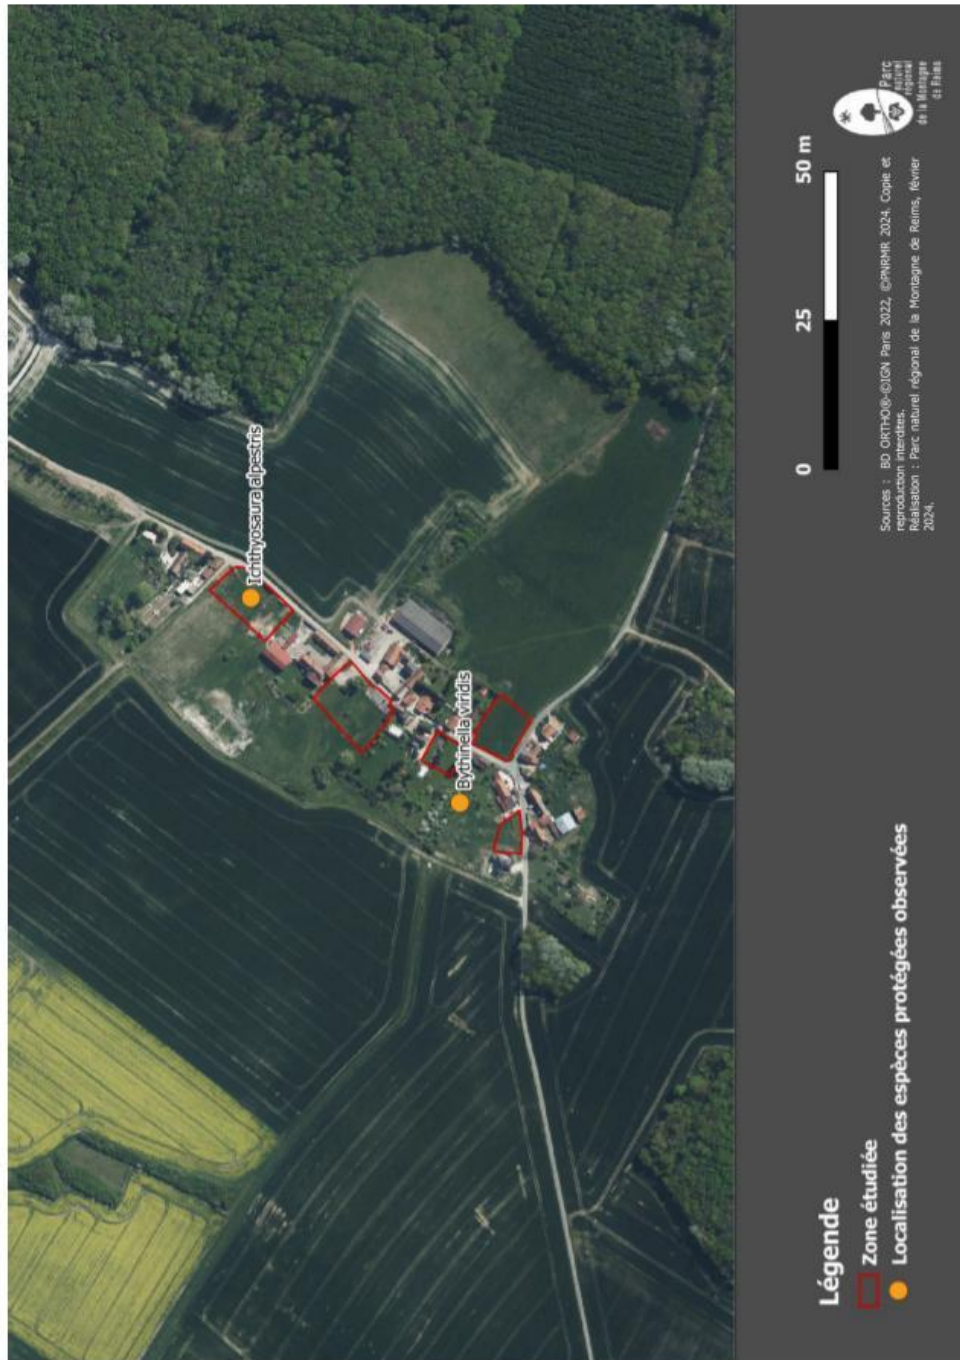 Ichthyosaura alpestris
Bythinella viridis
Légende
Zone étudiée
Localisation des espèces protégées observées
0 25 50 m
Sources : BD ORTHO®-©IGN Paris 2022, ©PNRMR 2024. Copie et
reproduction interdites.
Réalisation : Parc naturel régional de la Montagne de Reims, février
2024.
Parc
naturel
régional
de la Montagne
de Reims